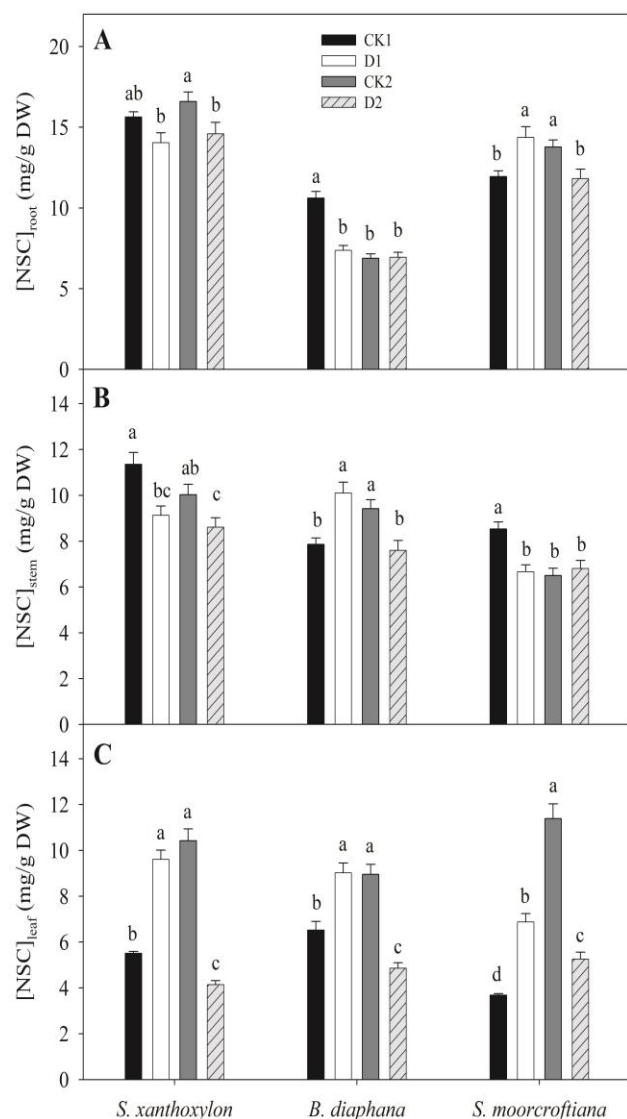 A
CK1
D1
CK2
D2
[NSC]root (mg/g DW)
20
15
10
5
0
ab b a b
a b b b
b a a b
B
[NSC]stem (mg/g DW)
14
12
10
8
6
4
2
0
a bc ab c
b a a b
a b b b
C
[NSC]leaf (mg/g DW)
14
12
10
8
6
4
2
0
b a a c
b a a c
d b a c
S. xanthoxylon B. diaphana S. moorcroftiana